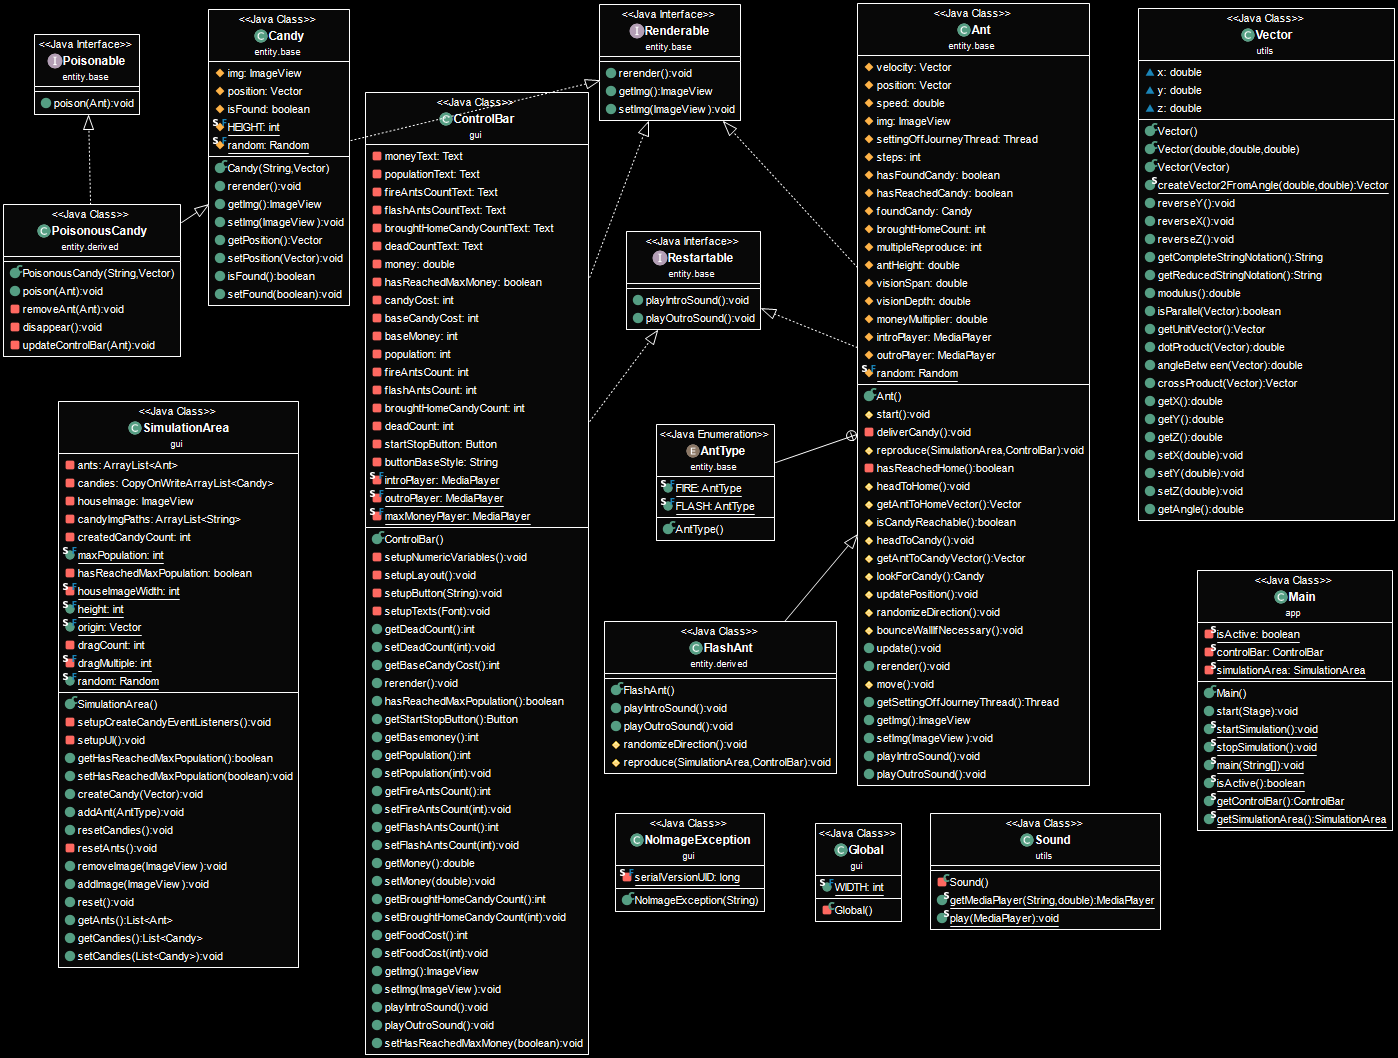 <<Java Interface>>
Poisonable
entity.base
poison(Ant):void
<<Java Class>>
Candy
entity.base
img: ImageView
position: Vector
isFound: boolean
HEIGHT: int
random: Random
Candy(String,Vector)
rerender():void
getImg():ImageView
setImg(ImageView):void
getPosition():Vector
setPosition(Vector):void
isFound():boolean
setFound(boolean):void
<<Java Class>>
PoisonousCandy
entity.derived
PoisonousCandy(String,Vector)
poison(Ant):void
removeAnt(Ant):void
disappear():void
updateControlBar(Ant):void
<<Java Class>>
SimulationArea
gui
ants: ArrayList<Ant>
candies: CopyOnWriteArrayList<Candy>
houseImage: ImageView
candyImgPaths: ArrayList<String>
createdCandyCount: int
maxPopulation: int
hasReachedMaxPopulation: boolean
houseImageWidth: int
height: int
origin: Vector
dragCount: int
dragMultiple: int
random: Random
SimulationArea()
setupCreateCandyEventListeners():void
setupUI():void
getHasReachedMaxPopulation():boolean
setHasReachedMaxPopulation(boolean):void
createCandy(Vector):void
addAnt(AntType):void
resetCandies():void
resetAnts():void
removeImage(ImageView):void
addImage(ImageView):void
reset():void
getAnts():List<Ant>
getCandies():List<Candy>
setCandies(List<Candy>):void
<<Java Class>>
ControlBar
gui
moneyText: Text
populationText: Text
fireAntsCountText: Text
flashAntsCountText: Text
broughtHomeCandyCountText: Text
deadCountText: Text
money: double
hasReachedMaxMoney: boolean
candyCost: int
baseCandyCost: int
baseMoney: int
population: int
fireAntsCount: int
flashAntsCount: int
broughtHomeCandyCount: int
deadCount: int
startStopButton: Button
buttonBaseStyle: String
introPlayer: MediaPlayer
outroPlayer: MediaPlayer
maxMoneyPlayer: MediaPlayer
ControlBar()
setupNumericVariables():void
setupLayout():void
setupButton(String):void
setupTexts(Font):void
getDeadCount():int
setDeadCount(int):void
getBaseCandyCost():int
rerender():void
hasReachedMaxPopulation():boolean
getStartStopButton():Button
getBasemoney():int
getPopulation():int
setPopulation(int):void
getFireAntsCount():int
setFireAntsCount(int):void
getFlashAntsCount():int
setFlashAntsCount(int):void
getMoney():double
setMoney(double):void
getBroughtHomeCandyCount():int
setBroughtHomeCandyCount(int):void
getFoodCost():int
setFoodCost(int):void
getImg():ImageView
setImg(ImageView):void
playIntroSound():void
playOutroSound():void
setHasReachedMaxMoney(boolean):void
<<Java Interface>>
Renderable
entity.base
rerender():void
getImg():ImageView
setImg(ImageView):void
<<Java Interface>>
Restartable
entity.base
playIntroSound():void
playOutroSound():void
<<Java Enumeration>>
AntType
entity.base
FIRE: AntType
FLASH: AntType
AntType()
<<Java Class>>
FlashAnt
entity.derived
FlashAnt()
playIntroSound():void
playOutroSound():void
randomizeDirection():void
reproduce(SimulationArea,ControlBar):void
<<Java Class>>
NoImageException
gui
serialVersionUID: long
NoImageException(String)
<<Java Class>>
Global
gui
WIDTH: int
Global()
<<Java Class>>
Sound
utils
Sound()
getMediaPlayer(String,double):MediaPlayer
play(MediaPlayer):void
<<Java Class>>
Ant
entity.base
velocity: Vector
position: Vector
speed: double
img: ImageView
settingOffJourneyThread: Thread
steps: int
hasFoundCandy: boolean
hasReachedCandy: boolean
foundCandy: Candy
broughtHomeCount: int
multipleReproduce: int
antHeight: double
visionSpan: double
visionDepth: double
moneyMultiplier: double
introPlayer: MediaPlayer
outroPlayer: MediaPlayer
random: Random
Ant()
start():void
deliverCandy():void
reproduce(SimulationArea,ControlBar):void
hasReachedHome():boolean
headToHome():void
getAntToHomeVector():Vector
isCandyReachable():boolean
headToCandy():void
getAntToCandyVector():Vector
lookForCandy():Candy
updatePosition():void
randomizeDirection():void
bounceWallIfNecessary():void
update():void
rerender():void
move():void
getSettingOffJourneyThread():Thread
getImg():ImageView
setImg(ImageView):void
playIntroSound():void
playOutroSound():void
<<Java Class>>
Vector
utils
x: double
y: double
z: double
Vector()
Vector(double,double,double)
Vector(Vector)
createVector2FromAngle(double,double):Vector
reverseY():void
reverseX():void
reverseZ():void
getCompleteStringNotation():String
getReducedStringNotation():String
modulus():double
isParallel(Vector):boolean
getUnitVector():Vector
dotProduct(Vector):double
angleBetween(Vector):double
crossProduct(Vector):Vector
getX():double
getY():double
getZ():double
setX(double):void
setY(double):void
setZ(double):void
getAngle():double
<<Java Class>>
Main
app
isActive: boolean
controlBar: ControlBar
simulationArea: SimulationArea
Main()
start(Stage):void
startSimulation():void
stopSimulation():void
main(String[]):void
isActive():boolean
getControlBar():ControlBar
getSimulationArea():SimulationArea